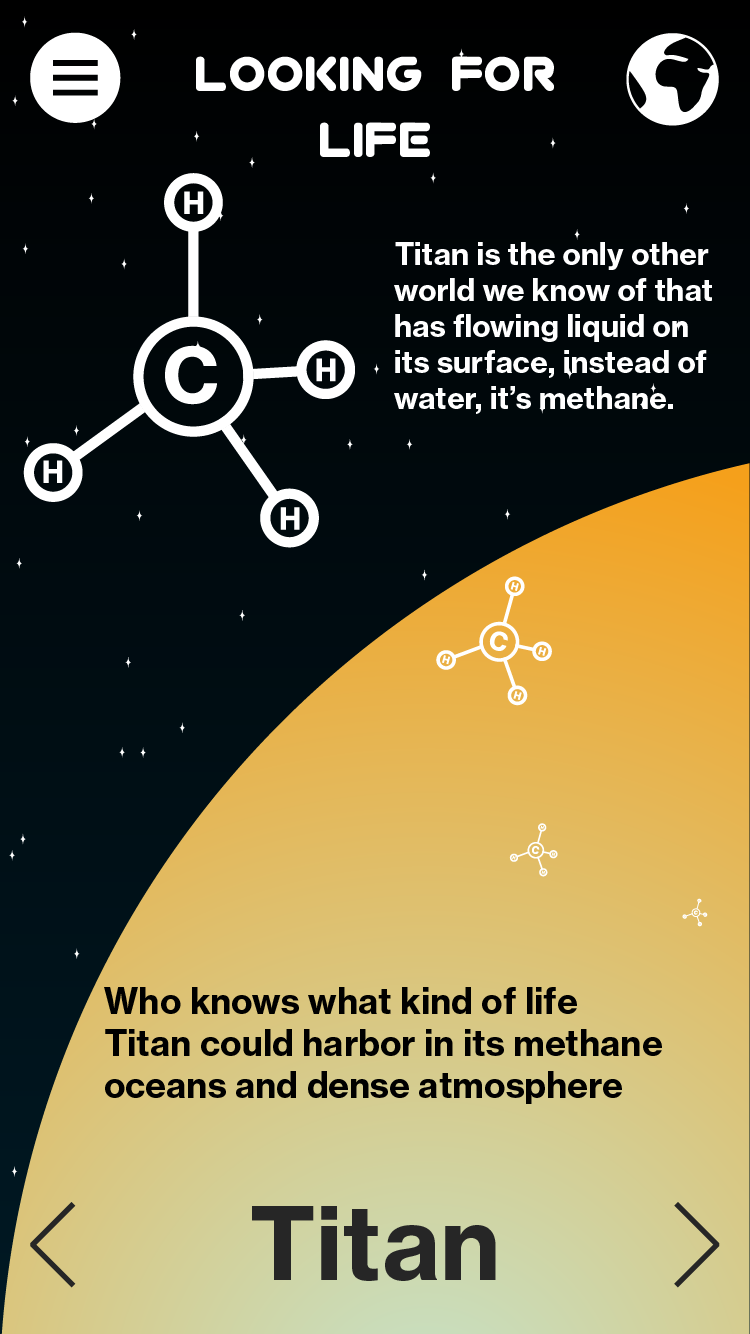 LOOKING FOR
LIFE
H
Titan is the only other
world we know of that
has flowing liquid on
its surface, instead of
water, it’s methane.
C
H
H
H
H
C
H
H
H
C
C
Who knows what kind of life
Titan could harbor in its methane
oceans and dense atmosphere
Titan